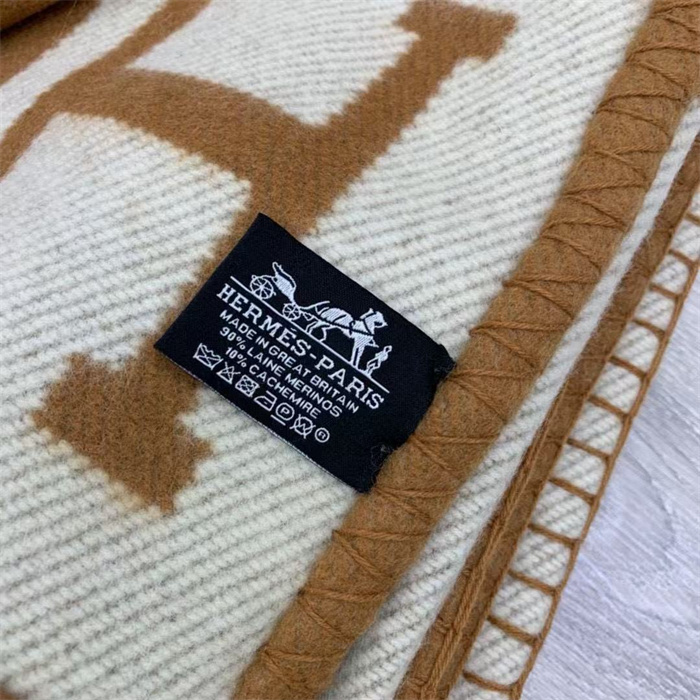 HERMES-PARIS
MADE IN GREAT BRITAIN
90% LAINE MERINOS
10% CACHEMIRE